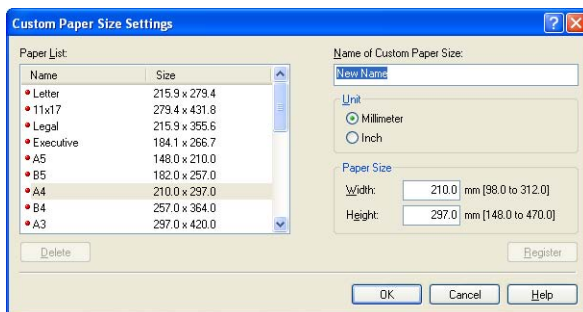 Custom Paper Size Settings
Paper List:
Name Size
Letter 215.9 x 279.4
11x17 279.4 x 431.8
Legal 215.9 x 355.6
Executive 184.1 x 266.7
A5 148.0 x 210.0
B5 182.0 x 257.0
A4 210.0 x 297.0
B4 257.0 x 364.0
A3 297.0 x 420.0
Delete
Name of Custom Paper Size:
New Name
Unit
Millimeter
Inch
Paper Size
Width: 210.0 mm [98.0 to 312.0]
Height: 297.0 mm [148.0 to 470.0]
Register
OK Cancel Help